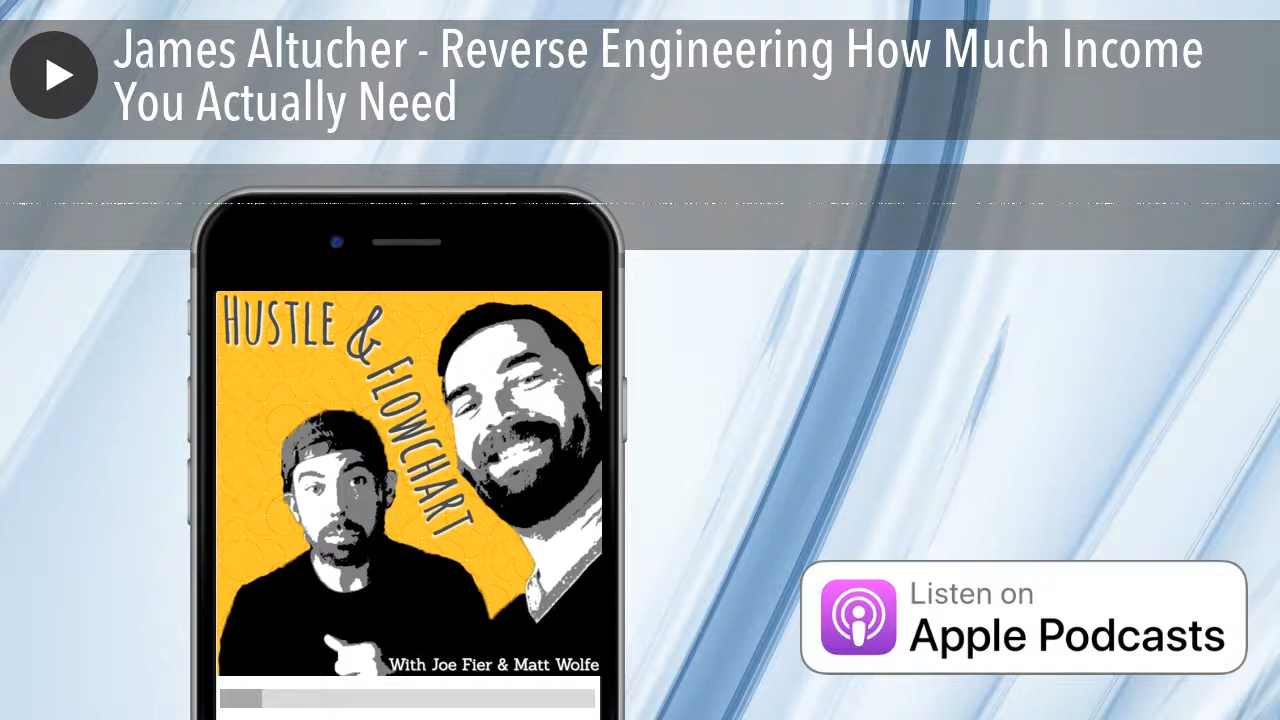 James Altucher - Reverse Engineering How Much Income
You Actually Need
HUSTLE
&
FLOWCHART
With Joe Fier & Matt Wolfe
Listen on
Apple Podcasts